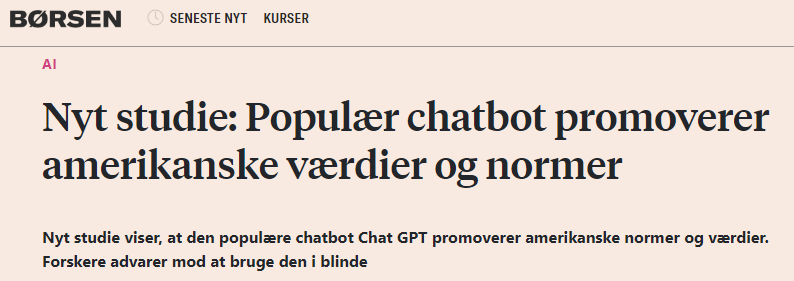 BØRSEN SENESTE NYT KURSER
AI
Nyt studie: Populær chatbot promoverer
amerikanske værdier og normer
Nyt studie viser, at den populære chatbot Chat GPT promoverer amerikanske normer og værdier.
Forskere advarer mod at bruge den i blinde